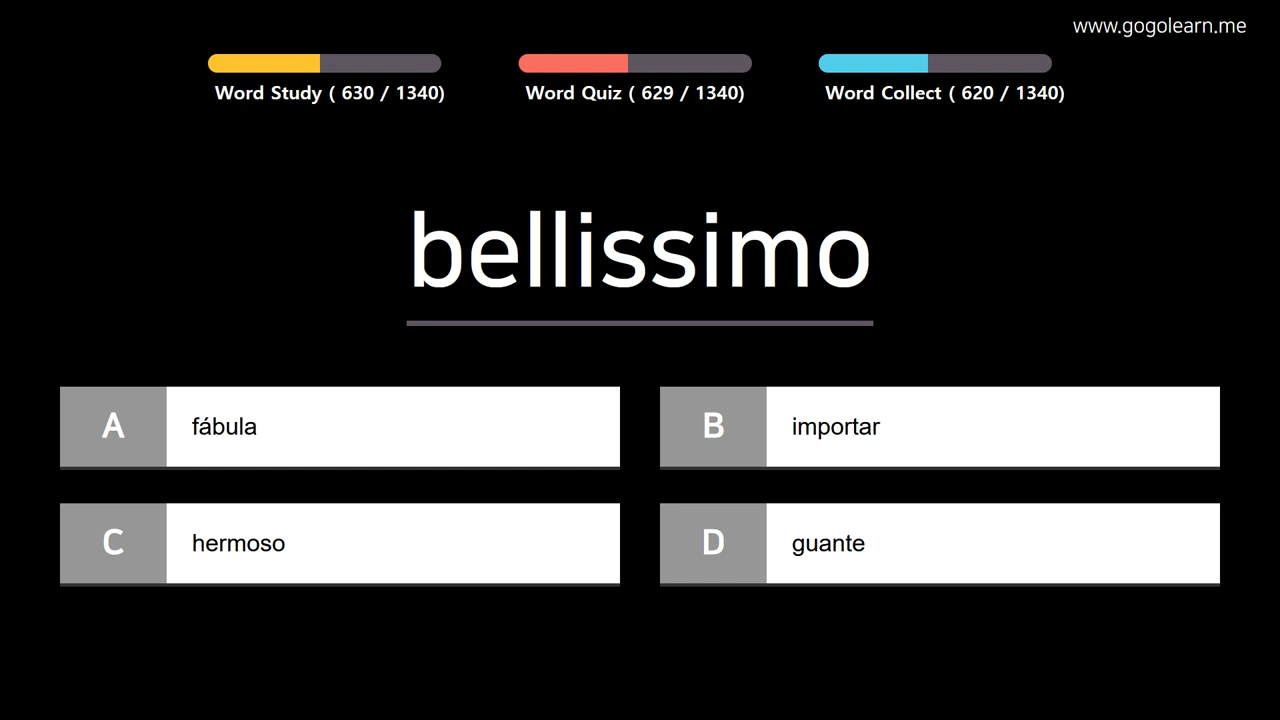 www.gogolearn.me
Word Study ( 630 / 1340)
Word Quiz ( 629 / 1340)
Word Collect ( 620 / 1340)
bellissimo
A fábula
B importar
C hermoso
D guante